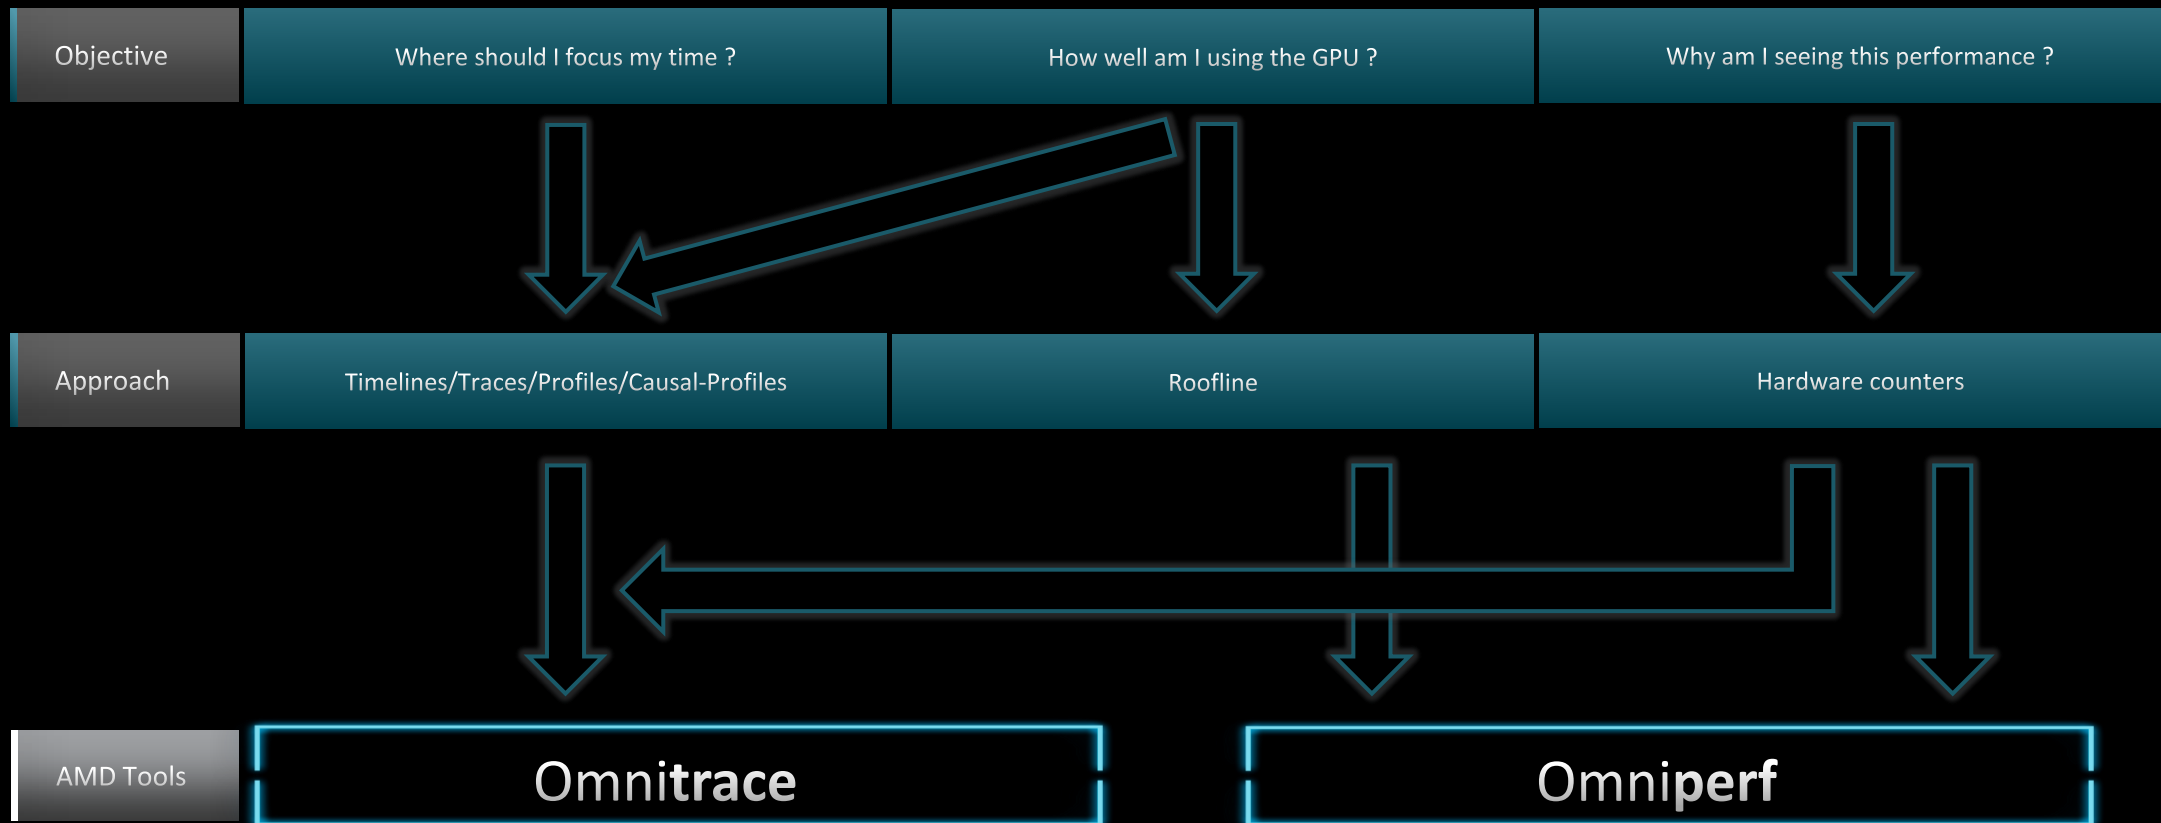 Objective
Where should I focus my time ?
How well am I using the GPU ?
Why am I seeing this performance ?
Approach
Timelines/Traces/Profiles/Causal-Profiles
Roofline
Hardware counters
AMD Tools
Omnitrace
Omniperf